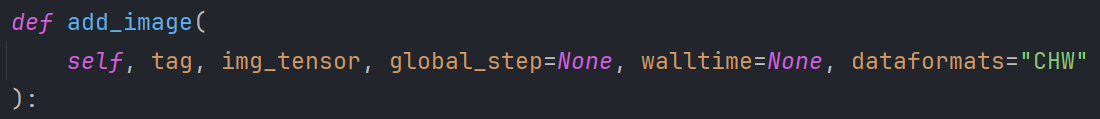 def add_image(
    self, tag, img_tensor, global_step=None, walltime=None, dataformats="CHW"
):